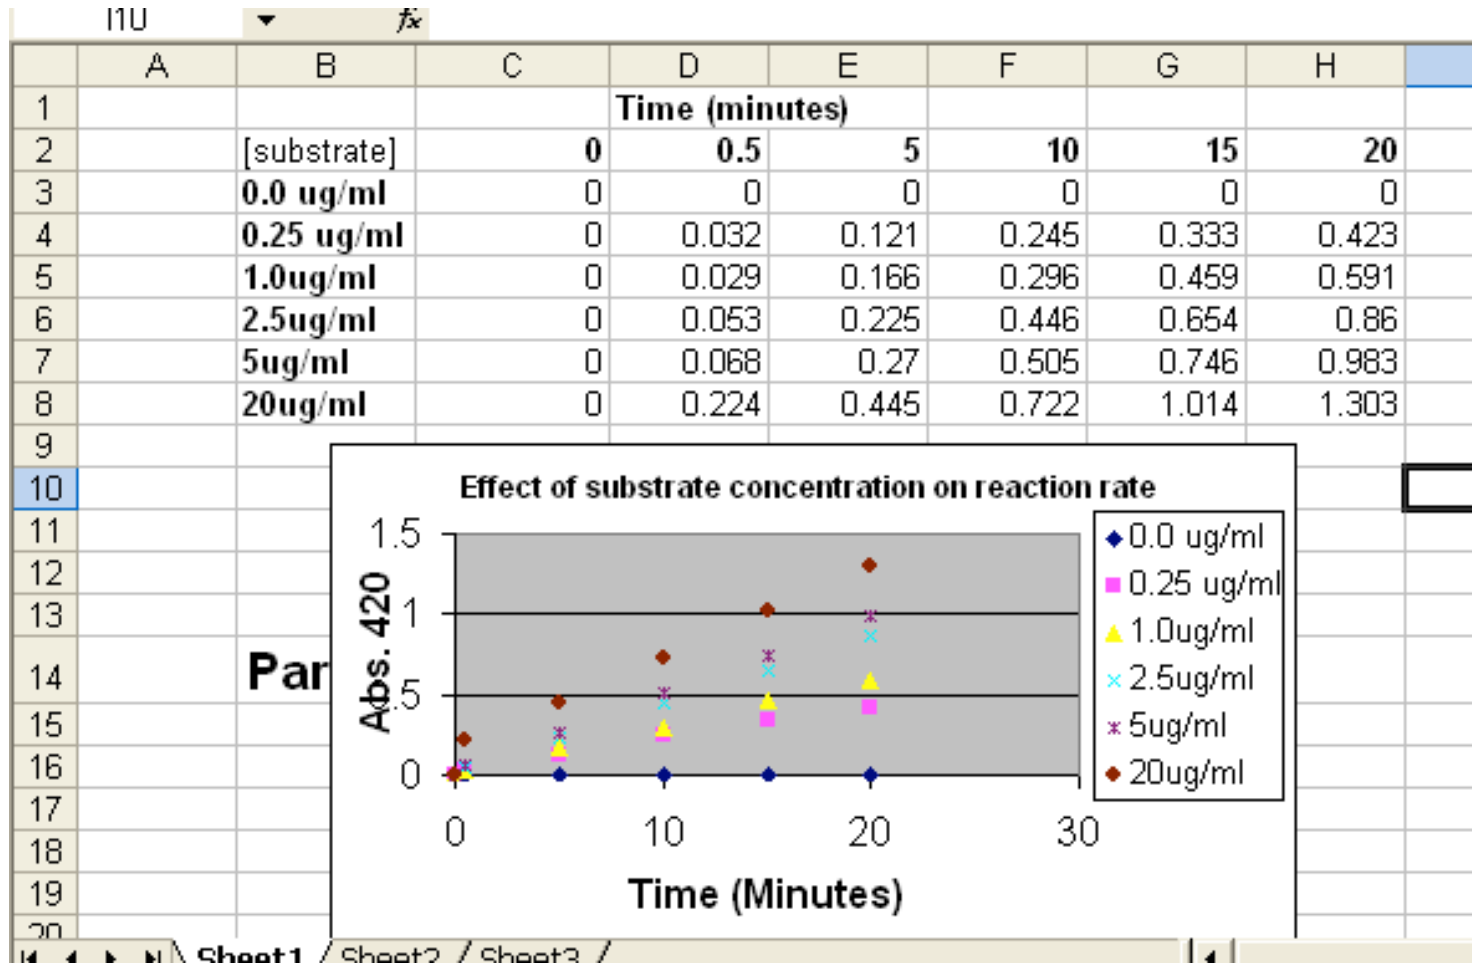 I10 fx
A B C D E F G H
1 Time (minutes)
2 [substrate] 0 0.5 5 10 15 20
3 0.0 ug/ml 0 0 0 0 0 0
4 0.25 ug/ml 0 0.032 0.121 0.245 0.333 0.423
5 1.0ug/ml 0 0.029 0.166 0.296 0.459 0.591
6 2.5ug/ml 0 0.053 0.225 0.446 0.654 0.86
7 5ug/ml 0 0.068 0.27 0.505 0.746 0.983
8 20ug/ml 0 0.224 0.445 0.722 1.014 1.303
9
10
11
12
13
14 Par
15
16
17
18
19
20
Effect of substrate concentration on reaction rate
Abs. 420
1.5
1
.5
0
0 10 20 30
Time (Minutes)
0.0 ug/ml
0.25 ug/ml
1.0ug/ml
2.5ug/ml
5ug/ml
20ug/ml
Sheet1 Sheet2 Sheet3